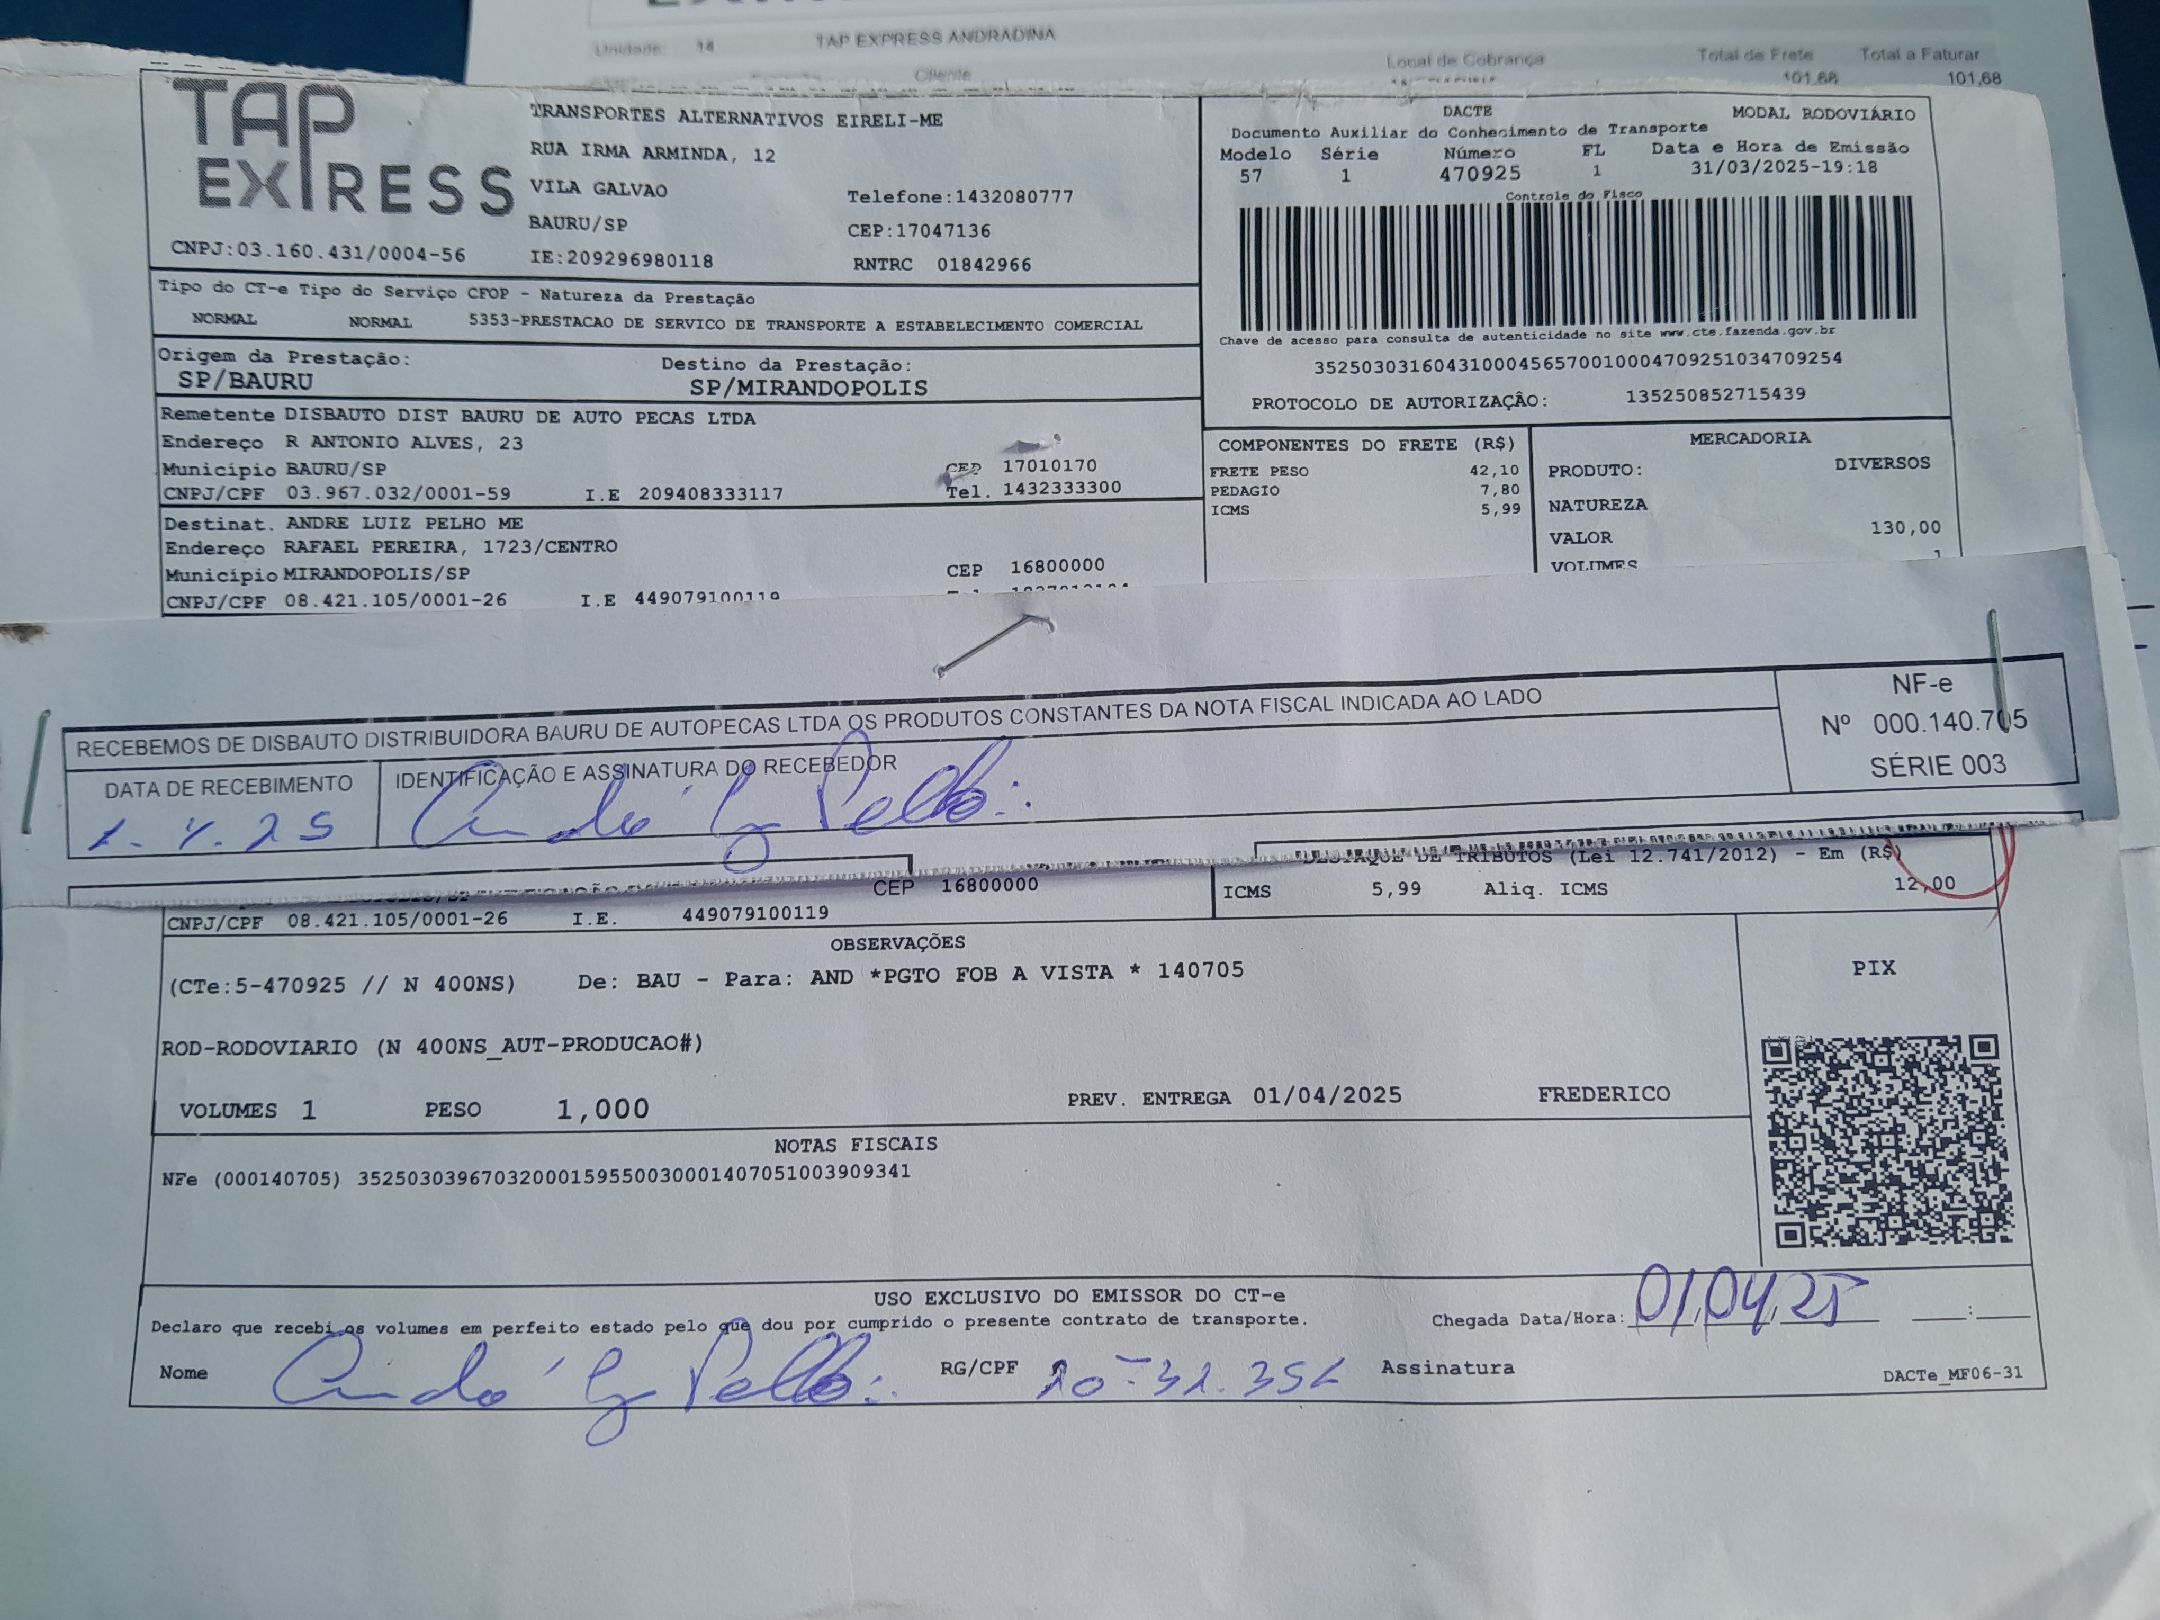 Unidade: 14 TAP EXPRESS ANDRADINA
Cliente Local de Cobrança Total de Frete Total a Faturar
101,68 101,68
TAP EXPRESS
TRANSPORTES ALTERNATIVOS EIRELI-ME
RUA IRMA ARMINDA, 12
VILA GALVAO Telefone:1432080777
BAURU/SP CEP:17047136
CNPJ:03.160.431/0004-56 IE:209296980118 RNTRC 01842966
DACTE MODAL RODOVIÁRIO
Documento Auxiliar do Conhecimento de Transporte
Modelo Série Número FL Data e Hora de Emissão
57 1 470925 1 31/03/2025-19:18
Controle do Fisco
Chave de acesso para consulta de autenticidade no site www.cte.fazenda.gov.br
35250303160431000456570010004709251034709254
PROTOCOLO DE AUTORIZAÇÃO: 135250852715439
Tipo do CT-e Tipo do Serviço CFOP - Natureza da Prestação
NORMAL NORMAL 5353-PRESTACAO DE SERVICO DE TRANSPORTE A ESTABELECIMENTO COMERCIAL
Origem da Prestação: Destino da Prestação:
SP/BAURU SP/MIRANDOPOLIS
Remetente DISBAUTO DIST BAURU DE AUTO PECAS LTDA
Endereço R ANTONIO ALVES, 23
Município BAURU/SP CEP 17010170
CNPJ/CPF 03.967.032/0001-59 I.E 209408333117 Tel. 1432333300
Destinat. ANDRE LUIZ PELHO ME
Endereço RAFAEL PEREIRA, 1723/CENTRO
Município MIRANDOPOLIS/SP CEP 16800000
CNPJ/CPF 08.421.105/0001-26 I.E 449079100119
COMPONENTES DO FRETE (R$)
FRETE PESO 42,10
PEDAGIO 7,80
ICMS 5,99
MERCADORIA
PRODUTO: DIVERSOS
NATUREZA
VALOR 130,00
VOLUMES 1
RECEBEMOS DE DISBAUTO DISTRIBUIDORA BAURU DE AUTOPECAS LTDA OS PRODUTOS CONSTANTES DA NOTA FISCAL INDICADA AO LADO
NF-e
Nº 000.140.705
SÉRIE 003
DATA DE RECEBIMENTO IDENTIFICAÇÃO E ASSINATURA DO RECEBEDOR
1.4.25
DESTAQUE DE TRIBUTOS (Lei 12.741/2012) - Em (R$)
CEP 16800000 ICMS 5,99 Aliq. ICMS 12,00
CNPJ/CPF 08.421.105/0001-26 I.E. 449079100119
OBSERVAÇÕES
(CTe:5-470925 // N 400NS) De: BAU - Para: AND *PGTO FOB A VISTA * 140705
ROD-RODOVIARIO (N 400NS_AUT-PRODUCAO#)
VOLUMES 1 PESO 1,000 PREV. ENTREGA 01/04/2025 FREDERICO
PIX
NOTAS FISCAIS
NFe (000140705) 35250303967032000159550030001407051003909341
USO EXCLUSIVO DO EMISSOR DO CT-e
Declaro que recebi os volumes em perfeito estado pelo que dou por cumprido o presente contrato de transporte. Chegada Data/Hora: 01/04/25 __:__
Nome RG/CPF Assinatura
DACTe_MF06-31